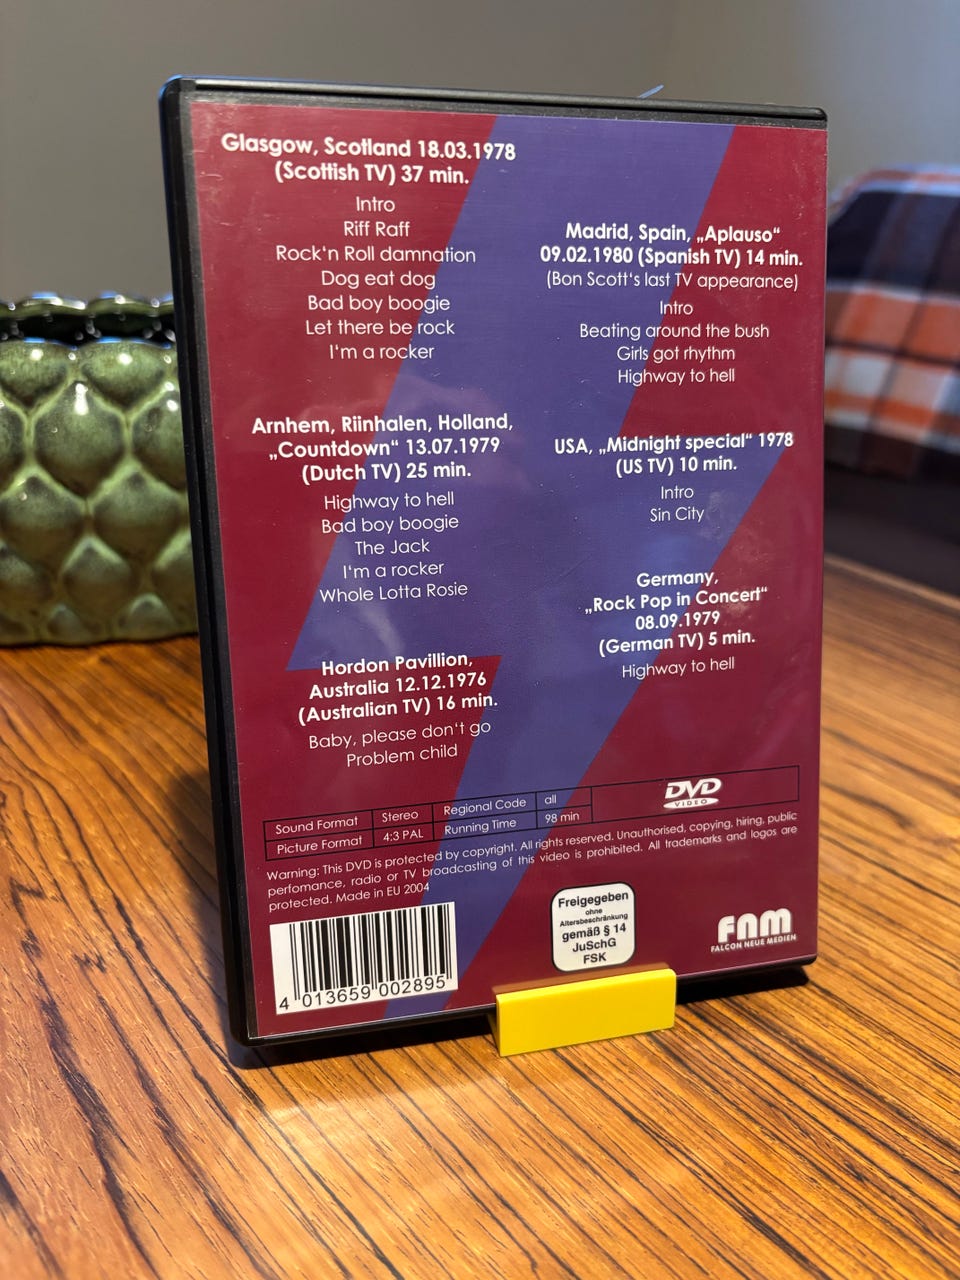 Glasgow, Scotland 18.03.1978
(Scottish TV) 37 min.
Intro
Riff Raff
Rock'n Roll damnation
Dog eat dog
Bad boy boogie
Let there be rock
I'm a rocker
Arnhem, Riinhalen, Holland,
„Countdown“ 13.07.1979
(Dutch TV) 25 min.
Highway to hell
Bad boy boogie
The Jack
I'm a rocker
Whole Lotta Rosie
Hordon Pavillion,
Australia 12.12.1976
(Australian TV) 16 min.
Baby, please don't go
Problem child
Madrid, Spain, „Aplauso“
09.02.1980 (Spanish TV) 14 min.
(Bon Scott's last TV appearance)
Intro
Beating around the bush
Girls got rhythm
Highway to hell
USA, „Midnight special“ 1978
(US TV) 10 min.
Intro
Sin City
Germany,
„Rock Pop in Concert“
08.09.1979
(German TV) 5 min.
Highway to hell
Sound Format Stereo Regional Code all
Picture Format 4:3 PAL Running Time 98 min
DVD
VIDEO
Warning: This DVD is protected by copyright. All rights reserved. Unauthorised, copying, hiring, public
perfomance, radio or TV broadcasting of this video is prohibited. All trademarks and logos are
protected. Made in EU 2004
4 013659 002895
Freigegeben
ohne
Altersbeschränkung
gemäß § 14
JuSchG
FSK
FNM
FALCON NEUE MEDIEN